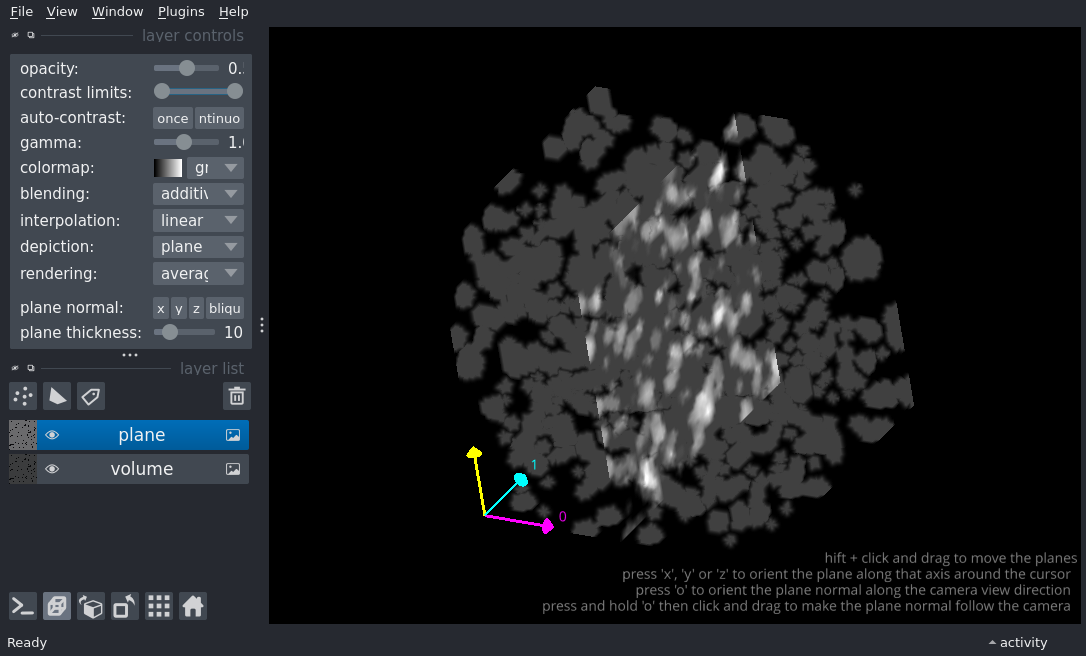 File View Window Plugins Help
layer controls
opacity: 0.
contrast limits:
auto-contrast: once ntinuo
gamma: 1.
colormap: gr
blending: additiv
interpolation: linear
depiction: plane
rendering: averag
plane normal: x y z bliqu
plane thickness: 10
layer list
plane
volume
1
0
hift + click and drag to move the planes
press 'x', 'y' or 'z' to orient the plane along that axis around the cursor
press 'o' to orient the plane normal along the camera view direction
press and hold 'o' then click and drag to make the plane normal follow the camera
Ready
activity